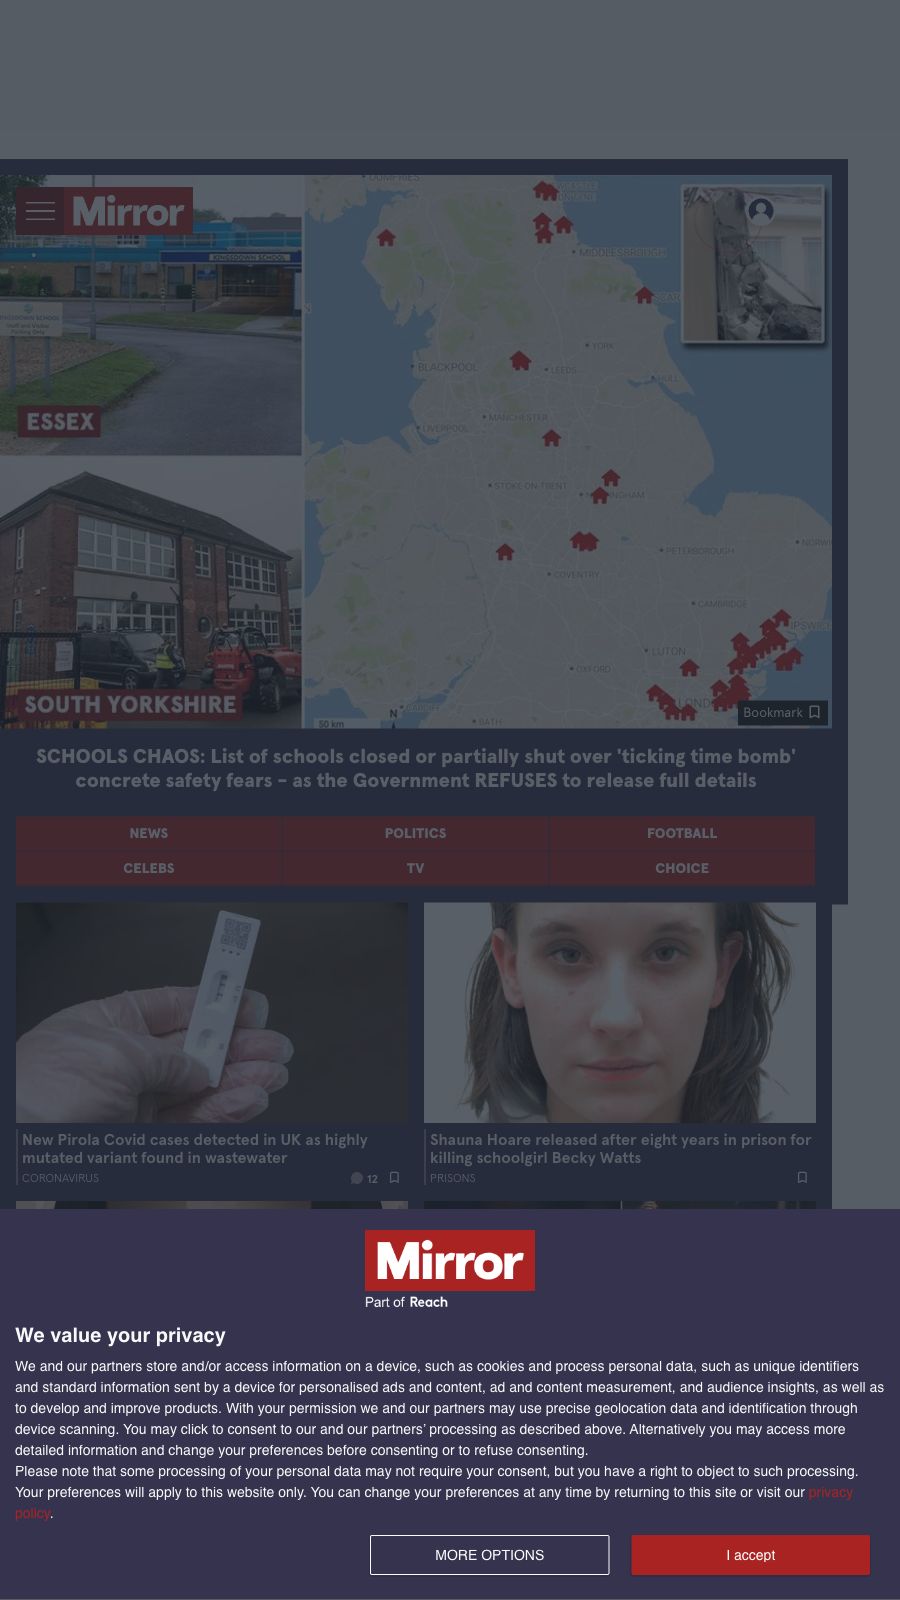 Mirror
KINGSDOWN SCHOOL
ESSEX
SOUTH YORKSHIRE
DUMFRIES
MIDDLESBROUGH
YORK
BLACKPOOL
LEEDS
HULL
MANCHESTER
LIVERPOOL
STOKE-ON-TRENT
PETERBOROUGH
COVENTRY
CAMBRIDGE
IPSWICH
LUTON
OXFORD
CARDIFF
BATH
N
50 km
Bookmark
SCHOOLS CHAOS: List of schools closed or partially shut over 'ticking time bomb'
concrete safety fears - as the Government REFUSES to release full details
NEWS POLITICS FOOTBALL
CELEBS TV CHOICE
New Pirola Covid cases detected in UK as highly
mutated variant found in wastewater
CORONAVIRUS 12
Shauna Hoare released after eight years in prison for
killing schoolgirl Becky Watts
PRISONS
Mirror
Part of Reach
We value your privacy
We and our partners store and/or access information on a device, such as cookies and process personal data, such as unique identifiers
and standard information sent by a device for personalised ads and content, ad and content measurement, and audience insights, as well as
to develop and improve products. With your permission we and our partners may use precise geolocation data and identification through
device scanning. You may click to consent to our and our partners’ processing as described above. Alternatively you may access more
detailed information and change your preferences before consenting or to refuse consenting.
Please note that some processing of your personal data may not require your consent, but you have a right to object to such processing.
Your preferences will apply to this website only. You can change your preferences at any time by returning to this site or visit our privacy
policy.
MORE OPTIONS I accept